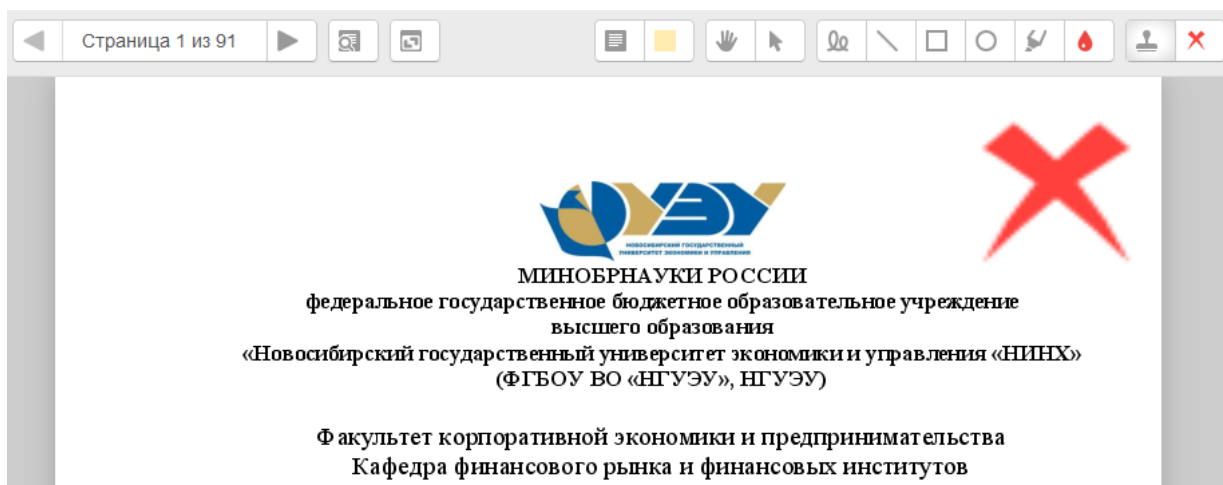 Страница 1 из 91
НОВОСИБИРСКИЙ ГОСУДАРСТВЕННЫЙ
УНИВЕРСИТЕТ ЭКОНОМИКИ И УПРАВЛЕНИЯ
МИНОБРНАУКИ РОССИИ
федеральное государственное бюджетное образовательное учреждение
высшего образования
«Новосибирский государственный университет экономики и управления «НИНХ»
(ФГБОУ ВО «НГУЭУ», НГУЭУ)
Факультет корпоративной экономики и предпринимательства
Кафедра финансового рынка и финансовых институтов